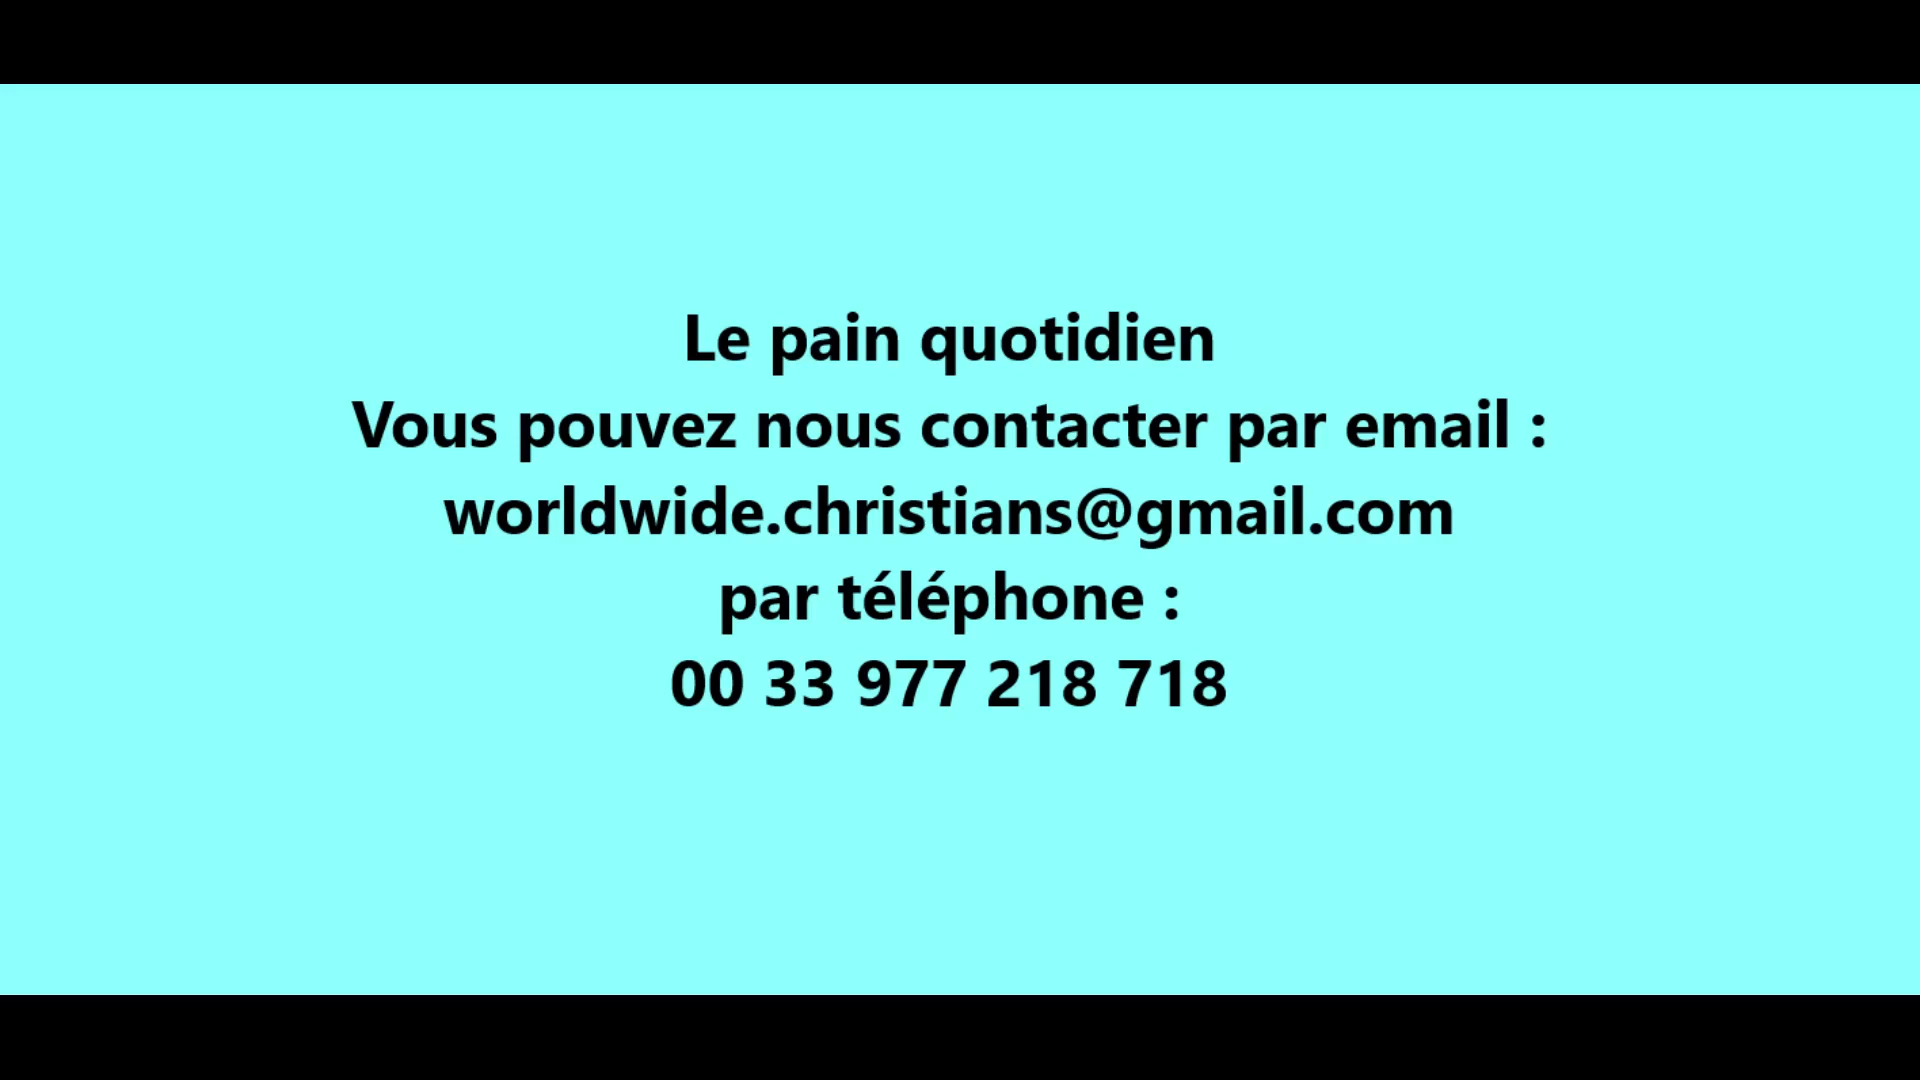 Le pain quotidien
Vous pouvez nous contacter par email :
worldwide.christians@gmail.com
par téléphone :
00 33 977 218 718